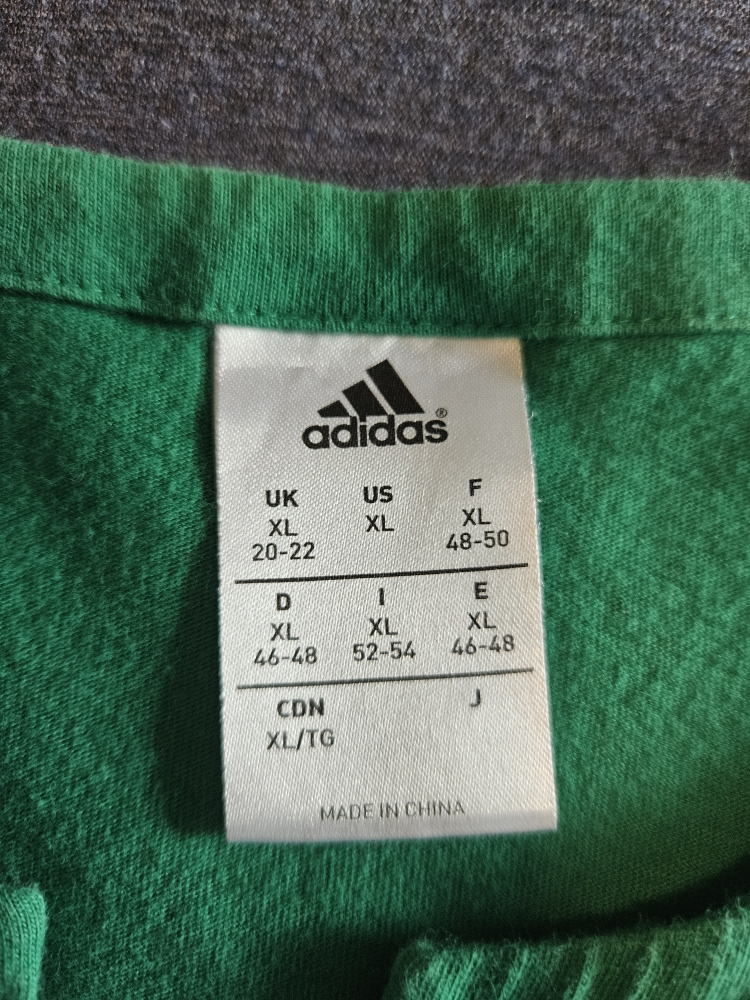 adidas®
UK US F
XL XL XL
20-22 48-50
D I E
XL XL XL
46-48 52-54 46-48
CDN J
XL/TG
MADE IN CHINA